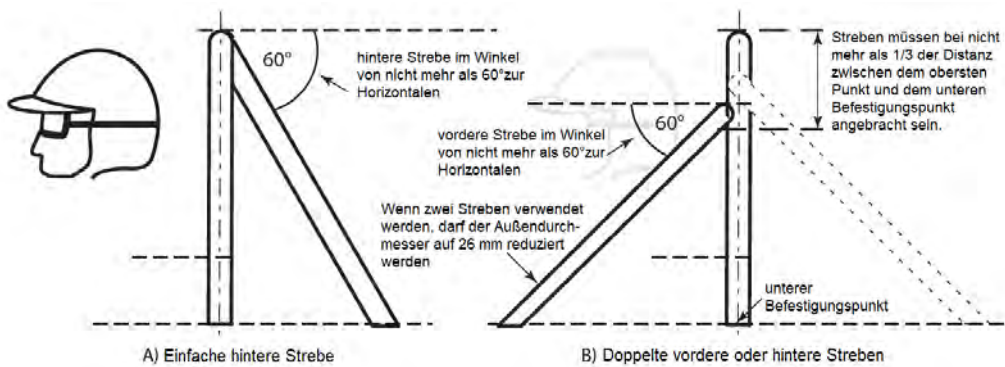 60°
hintere Strebe im Winkel
von nicht mehr als 60°zur
Horizontalen
A) Einfache hintere Strebe
60°
vordere Strebe im Winkel
von nicht mehr als 60°zur
Horizontalen
Wenn zwei Streben verwendet
werden, darf der Außendurch-
messer auf 26 mm reduziert
werden
Streben müssen bei nicht
mehr als 1/3 der Distanz
zwischen dem obersten
Punkt und dem unteren
Befestigungspunkt
angebracht sein.
unterer
Befestigungspunkt
B) Doppelte vordere oder hintere Streben